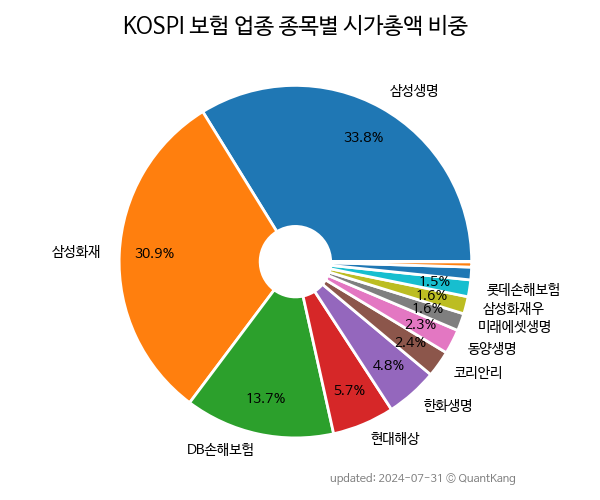 KOSPI 보험 업종 종목별 시가총액 비중
삼성생명
33.8%
삼성화재
30.9%
DB손해보험
13.7%
현대해상
5.7%
한화생명
4.8%
코리안리
2.4%
동양생명
2.3%
미래에셋생명
1.6%
삼성화재우
1.6%
롯데손해보험
1.5%
updated: 2024-07-31 © QuantKang